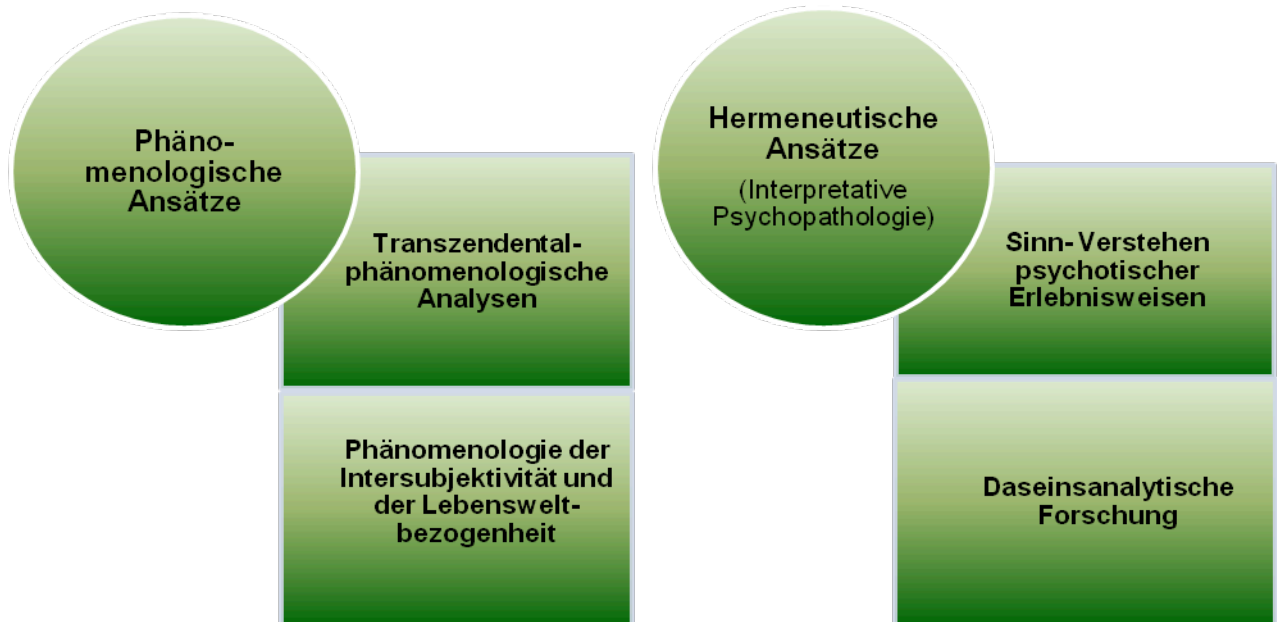 Phäno-
menologische
Ansätze
Transzendental-
phänomenologische
Analysen
Phänomenologie der
Intersubjektivität und
der Lebenswelt-
bezogenheit
Hermeneutische
Ansätze
(Interpretative
Psychopathologie)
Sinn-Verstehen
psychotischer
Erlebnisweisen
Daseinsanalytische
Forschung